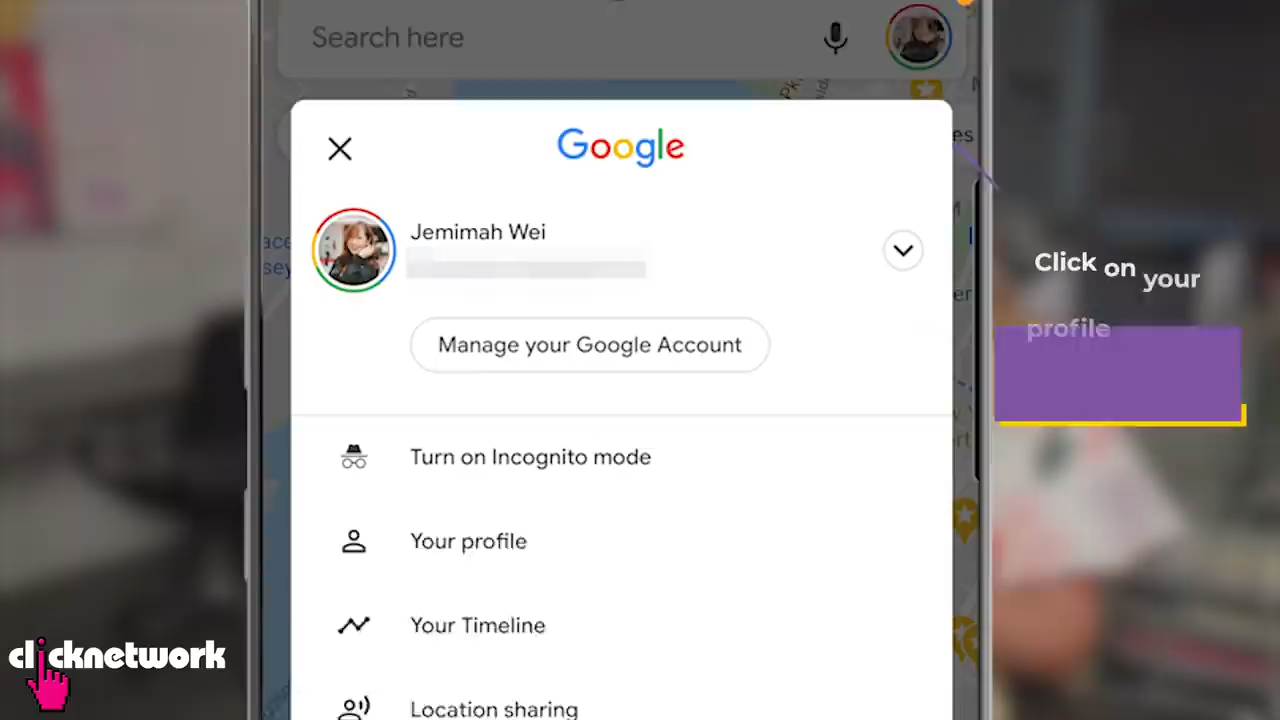 Search here
Google
Jemimah Wei
Manage your Google Account
Turn on Incognito mode
Your profile
Your Timeline
Location sharing
Click on your
profile
clicknetwork